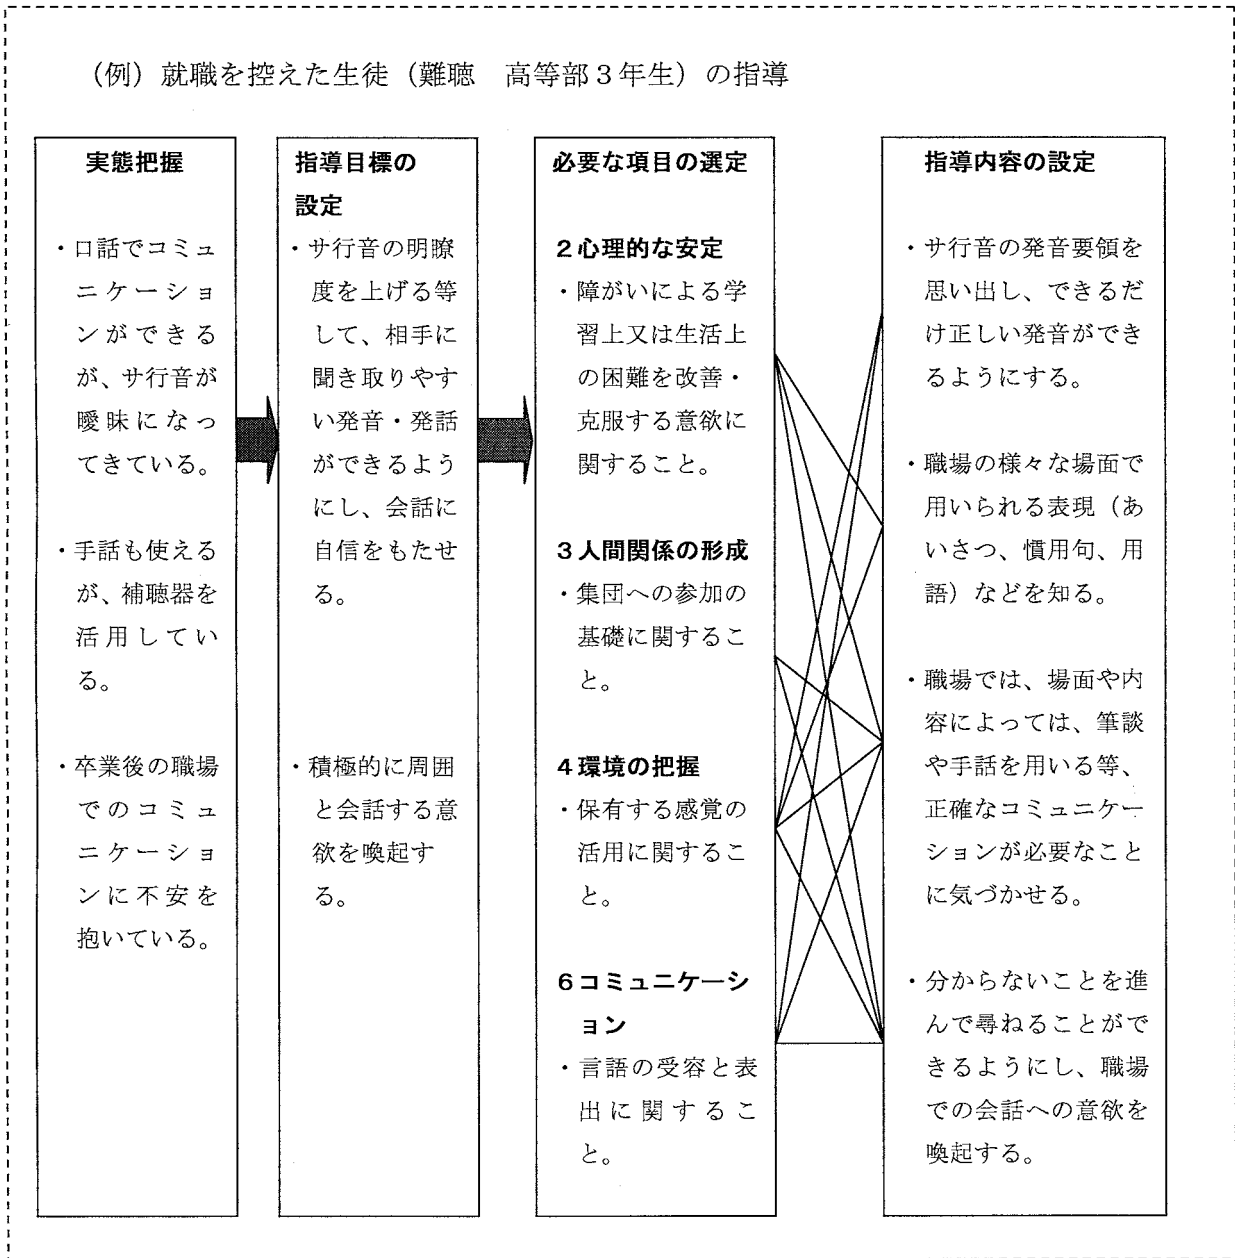 （例）就職を控えた生徒（難聴　高等部３年生）の指導
実態把握
・口話でコミュ
ニケーショ
ンができる
が、サ行音が
曖昧になっ
てきている。
・手話も使える
が、補聴器を
活用してい
る。
・卒業後の職場
でのコミュ
ニケーショ
ンに不安を
抱いている。
指導目標の
設定
・サ行音の明瞭
度を上げる等
して、相手に
聞き取りやす
い発音・発話
ができるよう
にし、会話に
自信をもたせ
る。
・積極的に周囲
と会話する意
欲を喚起す
る。
必要な項目の選定
２心理的な安定
・障がいによる学
習上又は生活上
の困難を改善・
克服する意欲に
関すること。
３人間関係の形成
・集団への参加の
基礎に関するこ
と。
４環境の把握
・保有する感覚の
活用に関するこ
と。
６コミュニケーシ
ョン
・言語の受容と表
出に関するこ
と。
指導内容の設定
・サ行音の発音要領を
思い出し、できるだ
け正しい発音ができ
るようにする。
・職場の様々な場面で
用いられる表現（あ
いさつ、慣用句、用
語）などを知る。
・職場では、場面や内
容によっては、筆談
や手話を用いる等、
正確なコミュニケー
ションが必要なこと
に気づかせる。
・分からないことを進
んで尋ねることがで
きるようにし、職場
での会話への意欲を
喚起する。